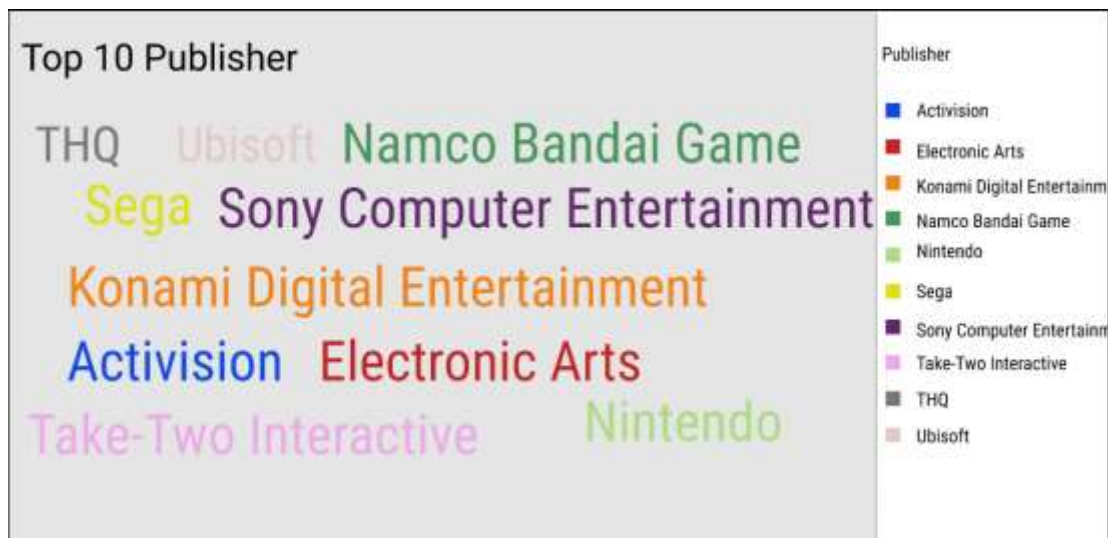 Top 10 Publisher
THQ Ubisoft Namco Bandai Game
Sega Sony Computer Entertainment
Konami Digital Entertainment
Activision Electronic Arts
Take-Two Interactive Nintendo
Publisher
Activision
Electronic Arts
Konami Digital Entertainm
Namco Bandai Game
Nintendo
Sega
Sony Computer Entertainm
Take-Two Interactive
THQ
Ubisoft